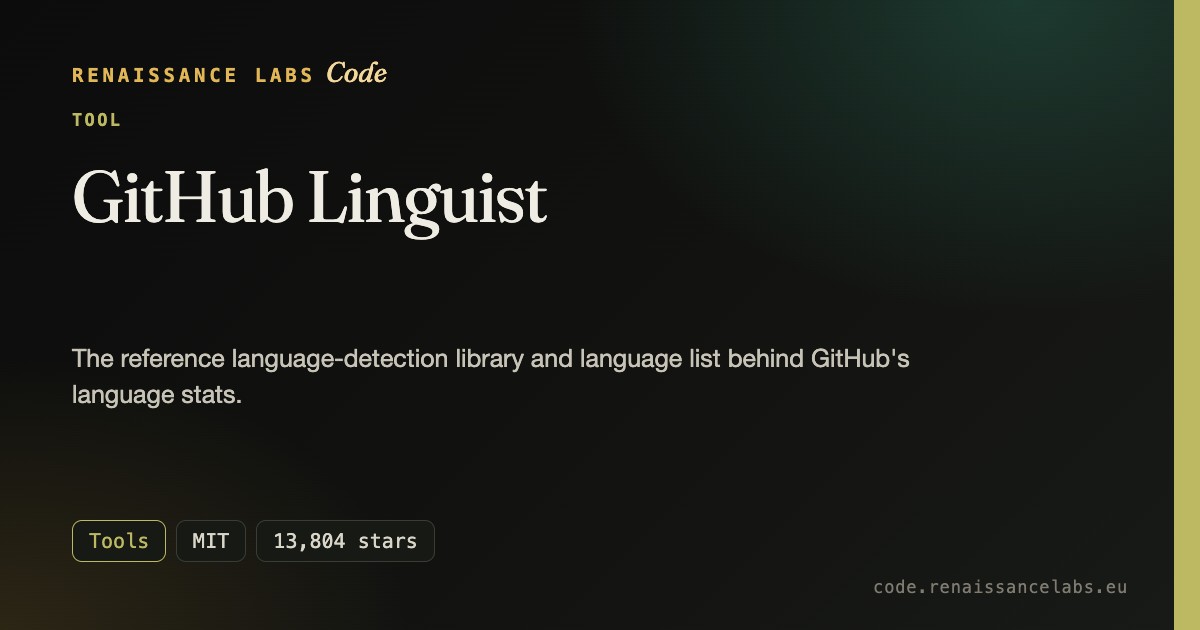 RENAISSANCE LABS Code
TOOL
GitHub Linguist
The reference language-detection library and language list behind GitHub's
language stats.
Tools MIT 13,804 stars
code.renaissancelabs.eu